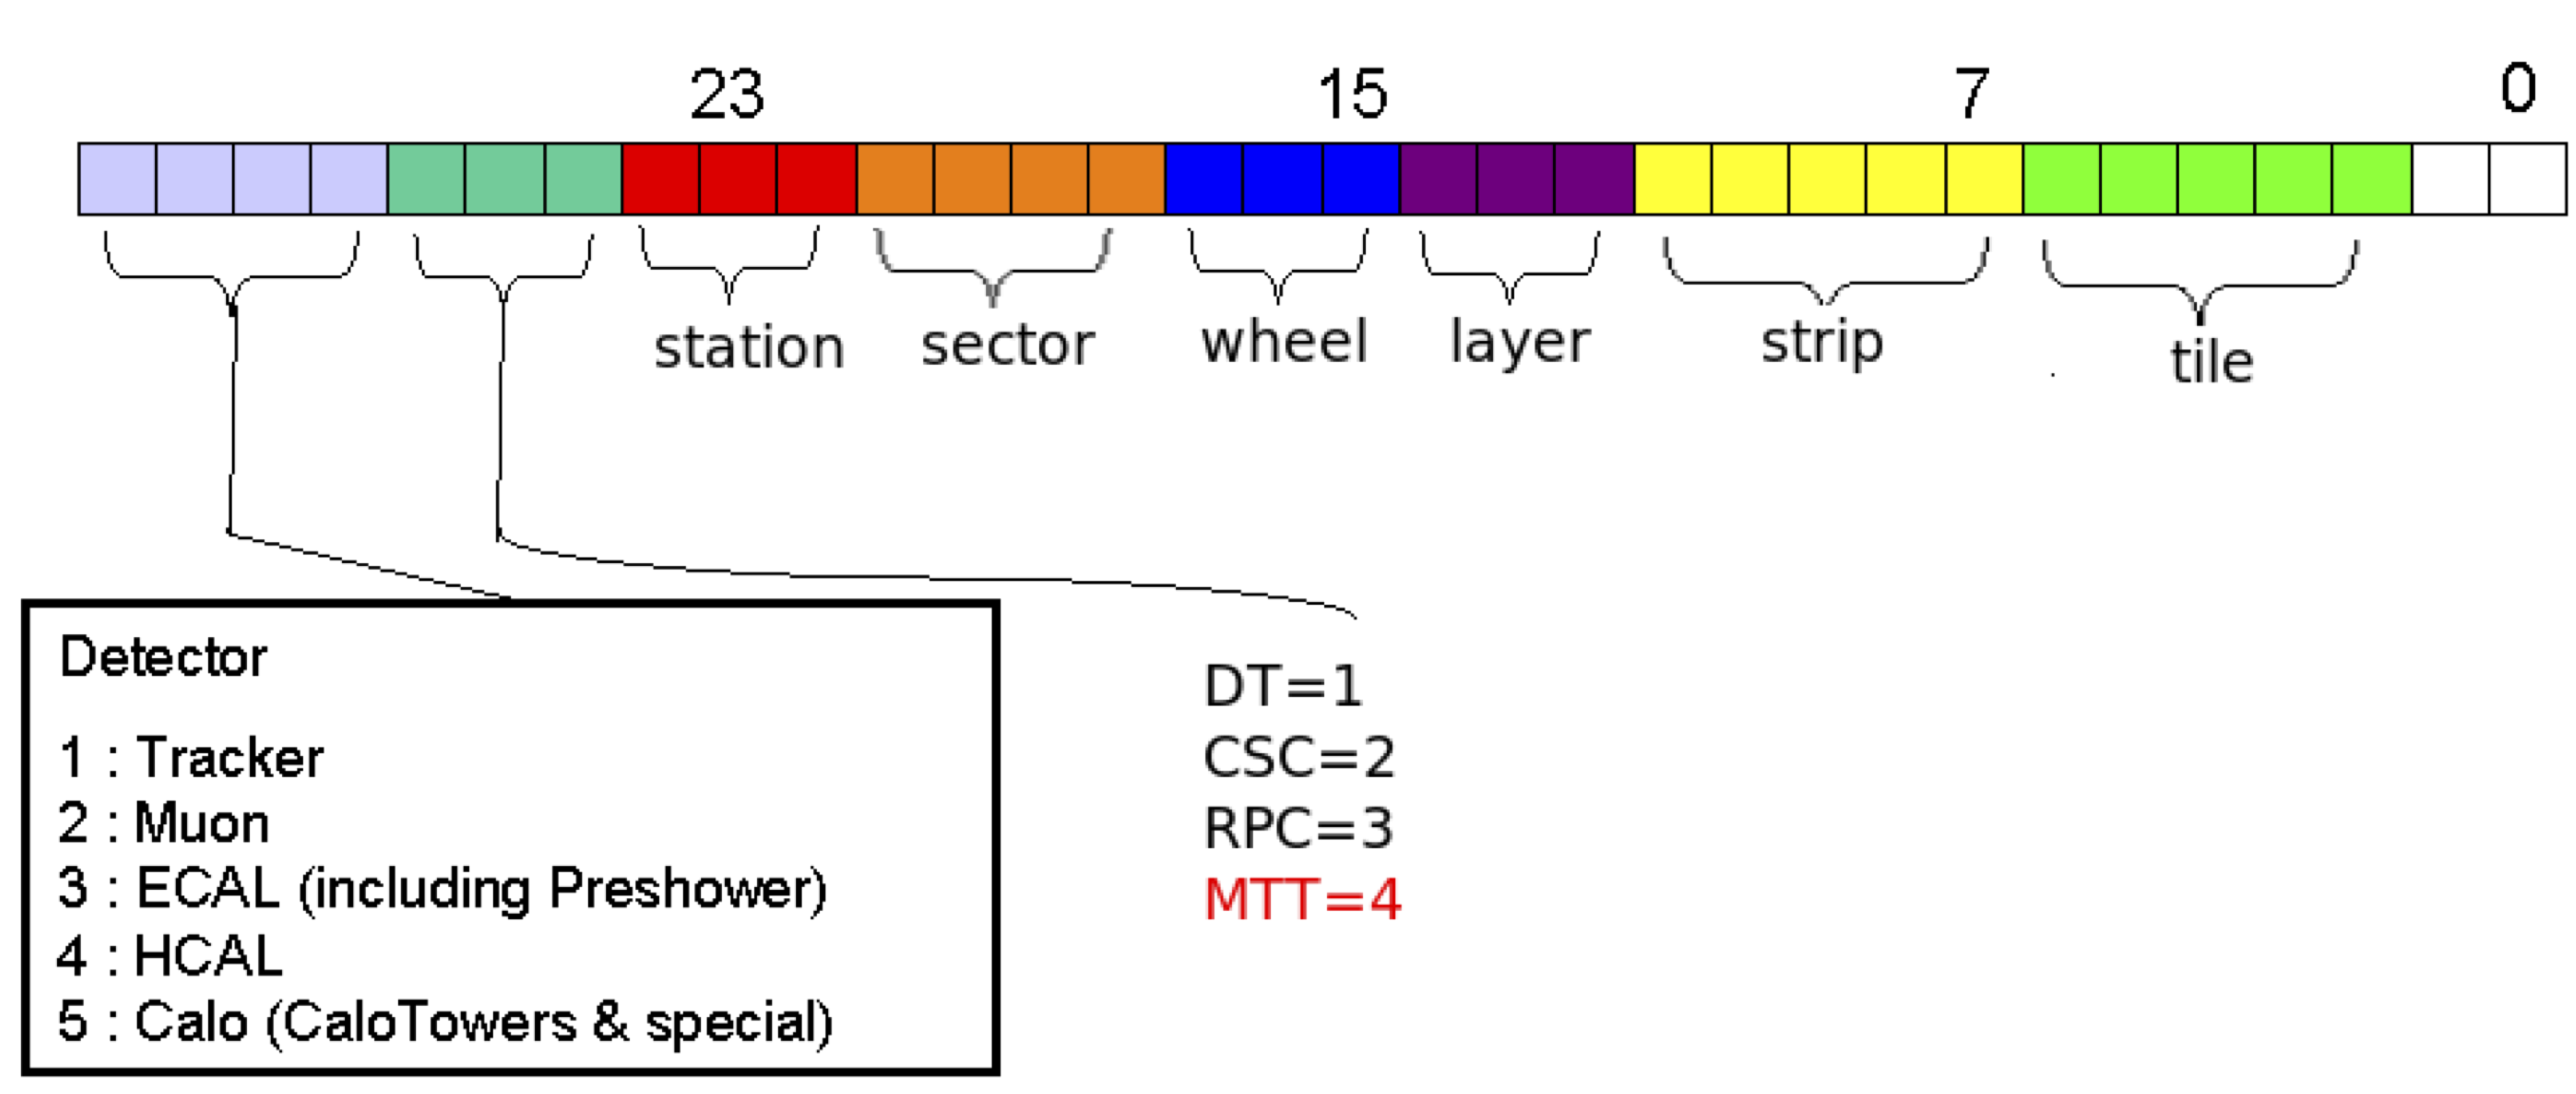 23 15 7 0
station sector wheel layer strip tile
Detector
1 : Tracker
2 : Muon
3 : ECAL (including Preshower)
4 : HCAL
5 : Calo (CaloTowers & special)
DT=1
CSC=2
RPC=3
MTT=4